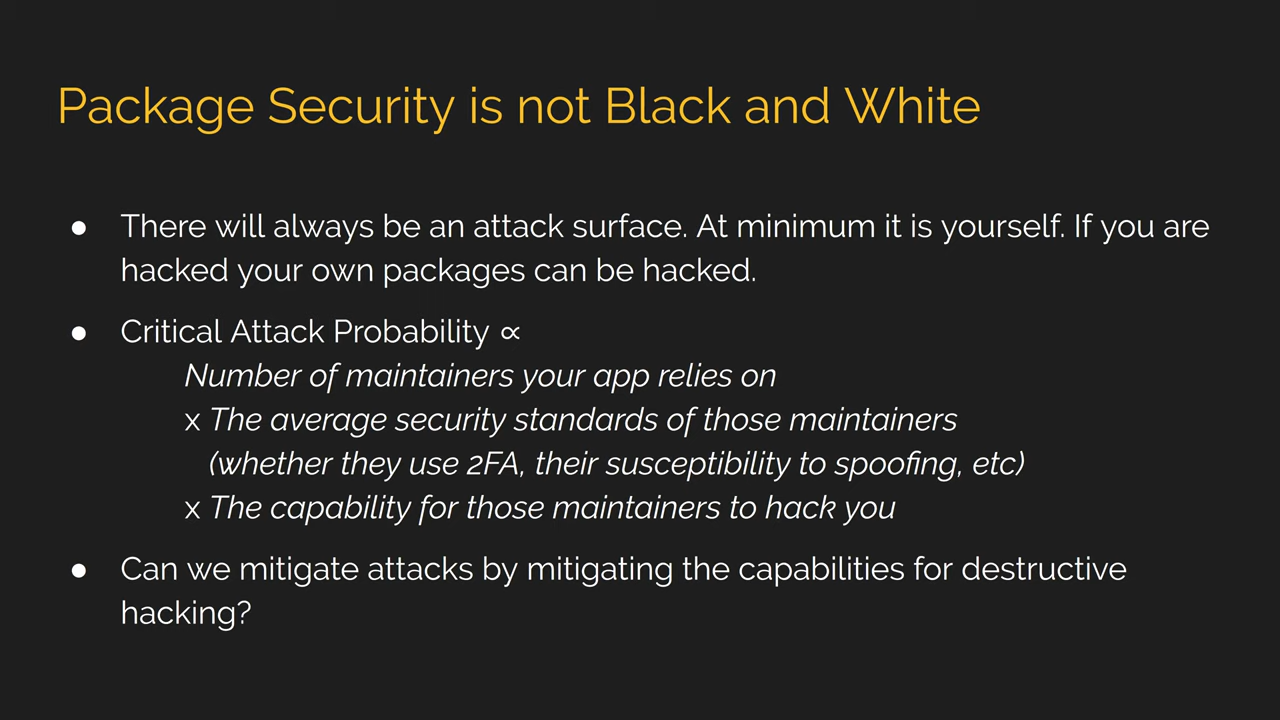 Package Security is not Black and White
● There will always be an attack surface. At minimum it is yourself. If you are
hacked your own packages can be hacked.
● Critical Attack Probability ∝
Number of maintainers your app relies on
x The average security standards of those maintainers
(whether they use 2FA, their susceptibility to spoofing, etc)
x The capability for those maintainers to hack you
● Can we mitigate attacks by mitigating the capabilities for destructive
hacking?